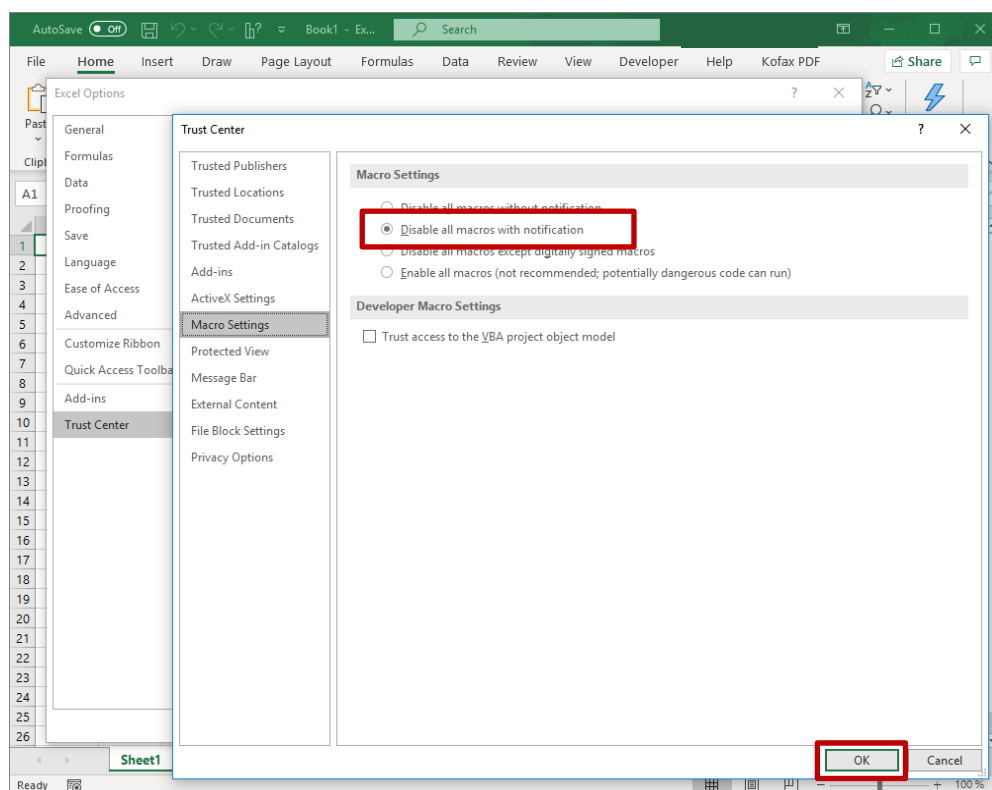 AutoSave Off Book1 - Ex... Search
File Home Insert Draw Page Layout Formulas Data Review View Developer Help Kofax PDF Share
Excel Options ?
Past
General
Trust Center ?
Clipl
Formulas
Data
Proofing
Save
Language
Ease of Access
Advanced
Customize Ribbon
Quick Access Toolba
Add-ins
Trust Center
Trusted Publishers
Trusted Locations
Trusted Documents
Trusted Add-in Catalogs
Add-ins
ActiveX Settings
Macro Settings
Protected View
Message Bar
External Content
File Block Settings
Privacy Options
Macro Settings
Disable all macros without notification
Disable all macros with notification
Disable all macros except digitally signed macros
Enable all macros (not recommended; potentially dangerous code can run)
Developer Macro Settings
Trust access to the VBA project object model
A1
1
2
3
4
5
6
7
8
9
10
11
12
13
14
15
16
17
18
19
20
21
22
23
24
25
26
OK Cancel
Sheet1
Ready 100 %